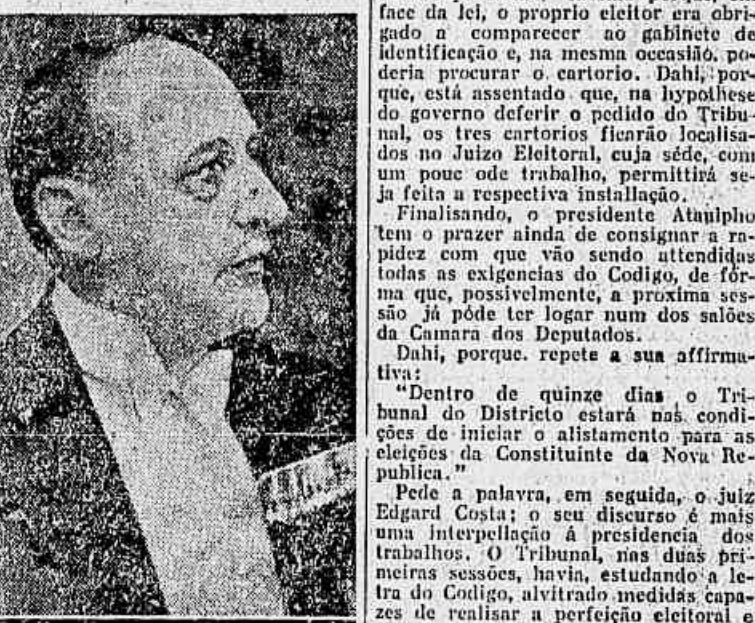 face da lei, o proprio eleitor era obri-
gado a comparecer ao gabinete de
identificação e, na mesma occasião, po-
deria procurar o cartorio. Dahi, por-
que, está assentado que, na hypothese
do governo deferir o pedido do Tribu-
nal, os tres cartorios ficarão localisa-
dos no Juizo Eleitoral, cuja séde, com
um pouc ode trabalho, permittirá se-
ja feita a respectiva installação.
Finalisando, o presidente Ataulpho
tem o prazer ainda de consignar a ra-
pidez com que vão sendo attendidas
todas as exigencias do Codigo, de fór-
ma que, possivelmente, a proxima ses-
são já póde ter logar num dos salões
da Camara dos Deputados.
Dahi, porque. repete a sua affirma-
tiva:
"Dentro de quinze dias o Tri-
bunal do Districto estará nas condi-
ções de iniciar o alistamento para as
eleições da Constituinte da Nova Re-
publica."
Pede a palavra, em seguida, o juiz
Edgard Costa; o seu discurso é mais
uma interpellação á presidencia dos
trabalhos. O Tribunal, nas duas pri-
meiras sessões, havia, estudando a le-
tra do Codigo, alvitrado medidas capa-
zes de realisar a perfeição eleitoral e